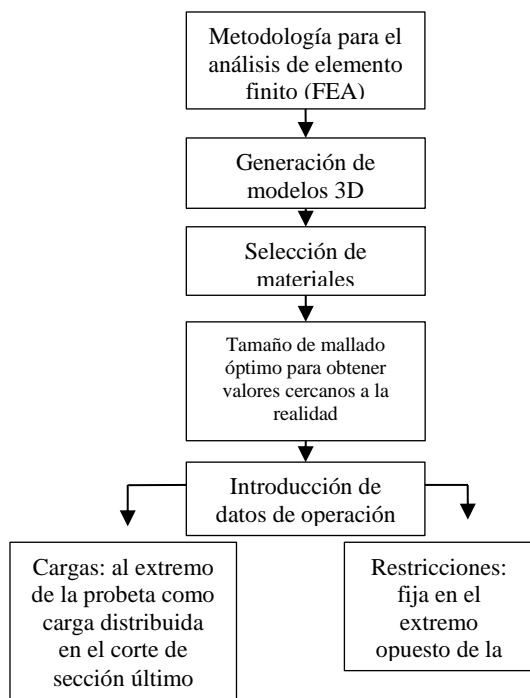 Metodología para el
análisis de elemento
finito (FEA)
Generación de
modelos 3D
Selección de
materiales
Tamaño de mallado
óptimo para obtener
valores cercanos a la
realidad
Introducción de
datos de operación
Cargas: al extremo
de la probeta como
carga distribuida
en el corte de
sección último
Restricciones:
fija en el
extremo
opuesto de la